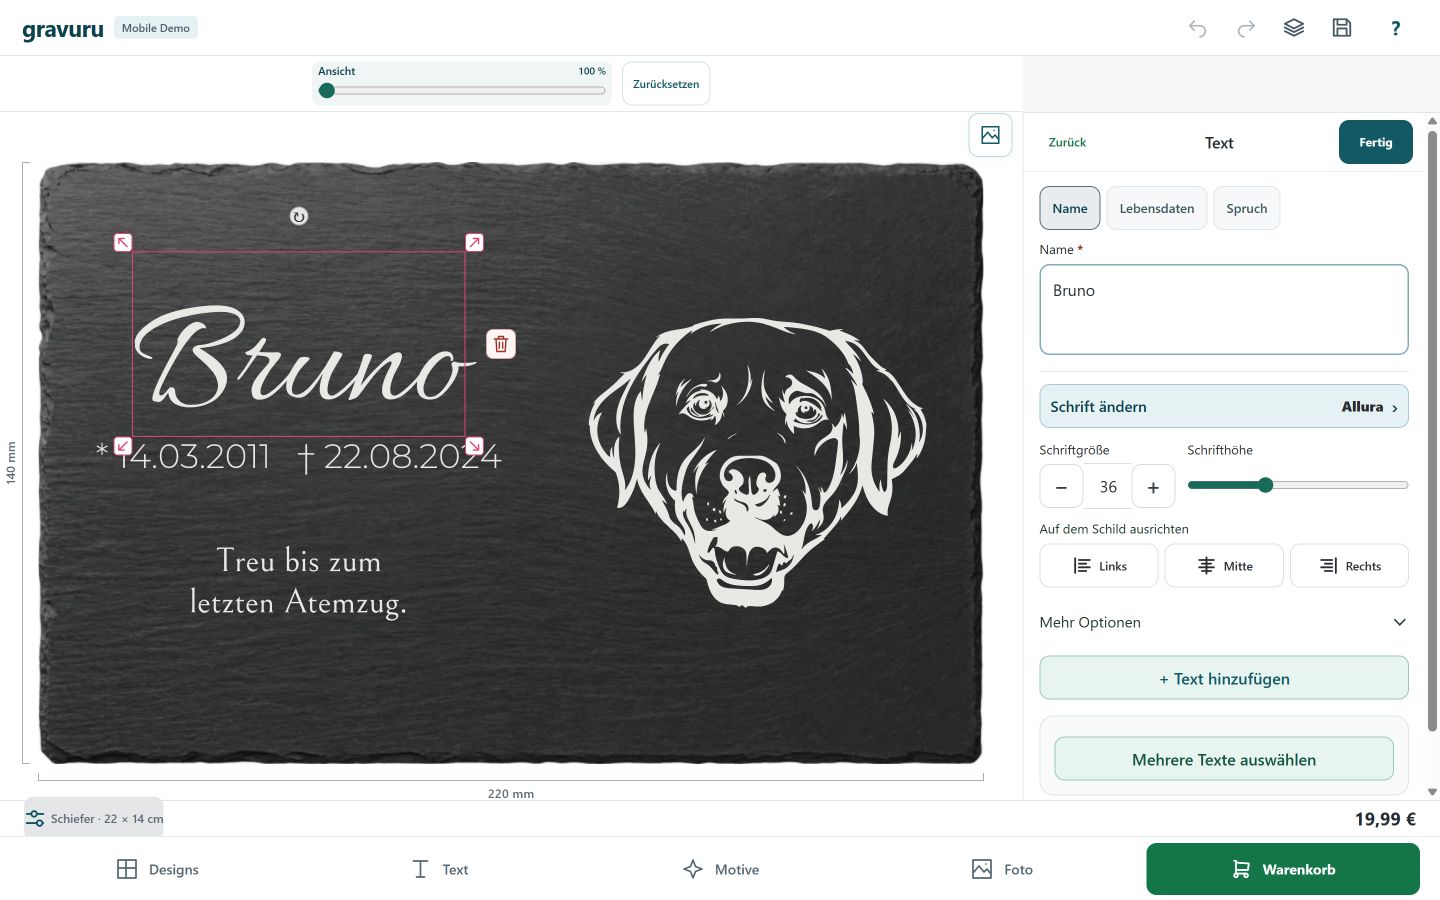 gravuru
Mobile Demo
?
Ansicht
100 %
Zurücksetzen
Zurück
Text
Fertig
Name
Lebensdaten
Spruch
Name *
Bruno
Schrift ändern
Allura
Schriftgröße
Schrifthöhe
− 36 +
Auf dem Schild ausrichten
Links
Mitte
Rechts
Mehr Optionen
+ Text hinzufügen
Mehrere Texte auswählen
Bruno
* 14.03.2011 † 22.08.2024
Treu bis zum
letzten Atemzug.
140 mm
220 mm
Schiefer · 22 × 14 cm
19,99 €
Designs
Text
Motive
Foto
Warenkorb